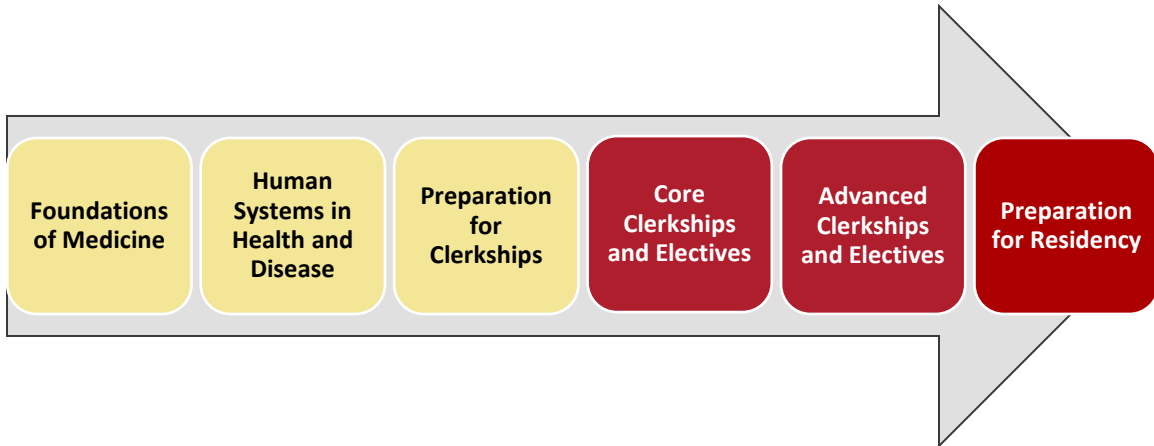 Foundations
of Medicine
Human
Systems in
Health and
Disease
Preparation
for
Clerkships
Core
Clerkships
and Electives
Advanced
Clerkships
and Electives
Preparation
for Residency